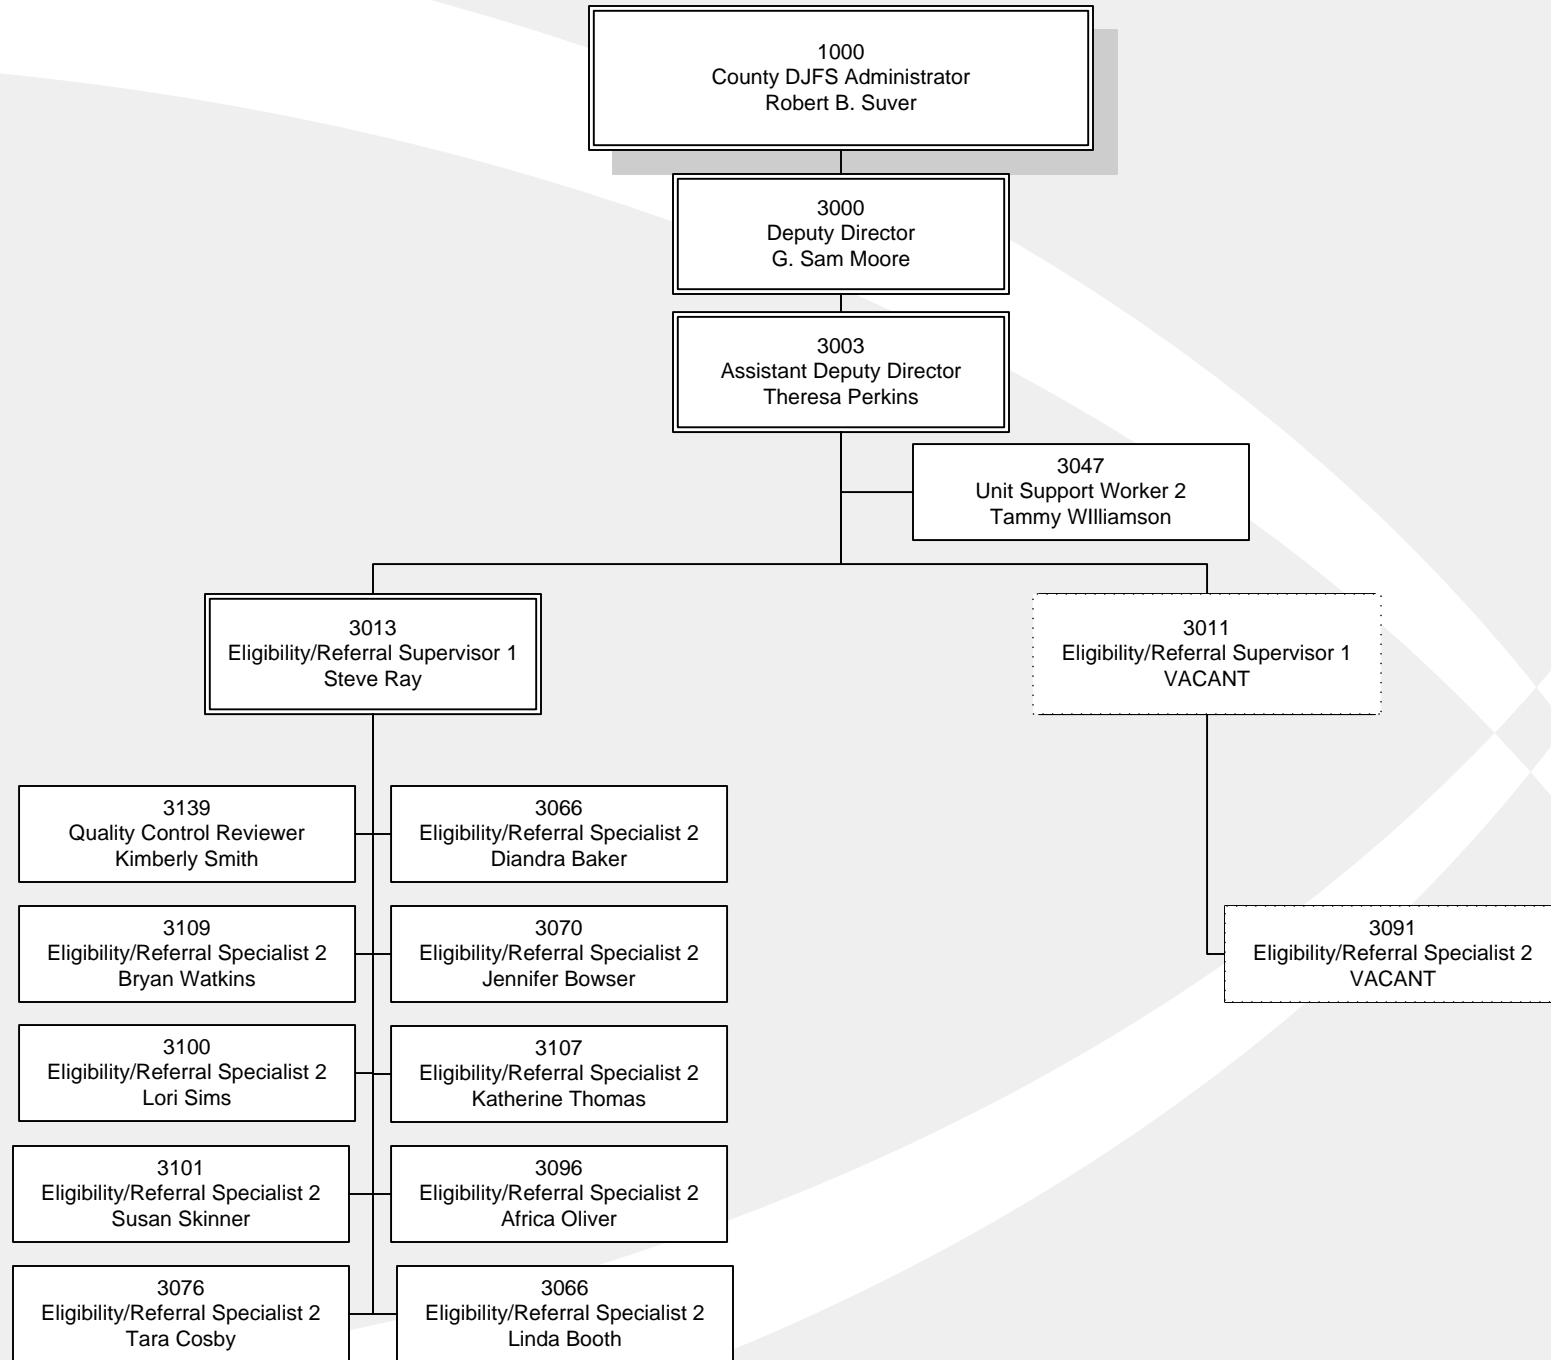 1000
County DJFS Administrator
Robert B. Suver
3000
Deputy Director
G. Sam Moore
3003
Assistant Deputy Director
Theresa Perkins
3047
Unit Support Worker 2
Tammy WIlliamson
3013
Eligibility/Referral Supervisor 1
Steve Ray
3011
Eligibility/Referral Supervisor 1
VACANT
3139
Quality Control Reviewer
Kimberly Smith
3066
Eligibility/Referral Specialist 2
Diandra Baker
3109
Eligibility/Referral Specialist 2
Bryan Watkins
3070
Eligibility/Referral Specialist 2
Jennifer Bowser
3091
Eligibility/Referral Specialist 2
VACANT
3100
Eligibility/Referral Specialist 2
Lori Sims
3107
Eligibility/Referral Specialist 2
Katherine Thomas
3101
Eligibility/Referral Specialist 2
Susan Skinner
3096
Eligibility/Referral Specialist 2
Africa Oliver
3076
Eligibility/Referral Specialist 2
Tara Cosby
3066
Eligibility/Referral Specialist 2
Linda Booth